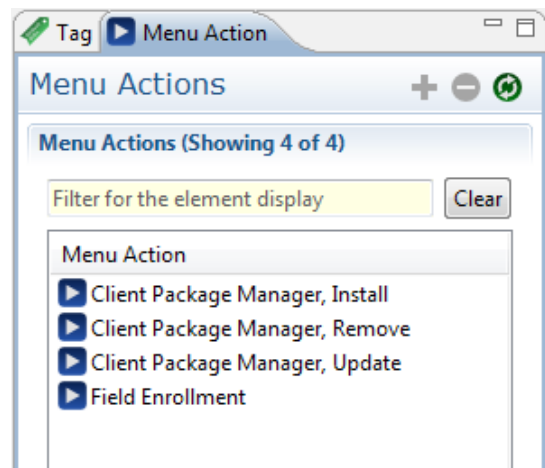 Tag Menu Action
Menu Actions
Menu Actions (Showing 4 of 4)
Filter for the element display Clear
Menu Action
Client Package Manager, Install
Client Package Manager, Remove
Client Package Manager, Update
Field Enrollment